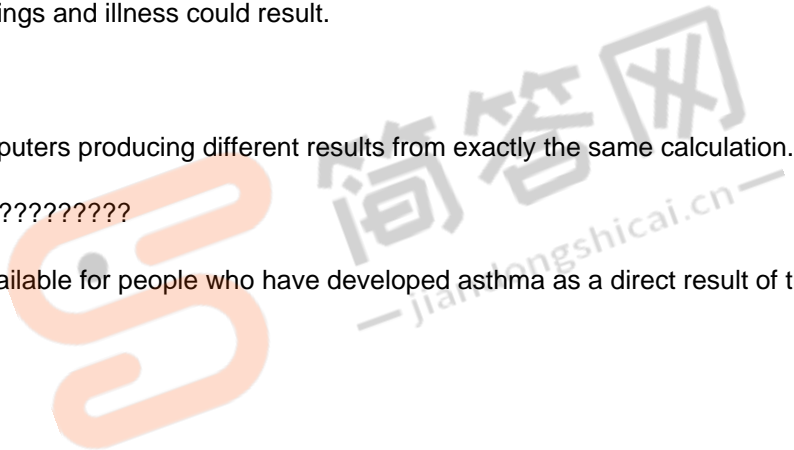 ings and illness could result.
puters producing different results from exactly the same calculation.
??????????
ailable for people who have developed asthma as a direct result of t
简答网
jiandongshicai.cn